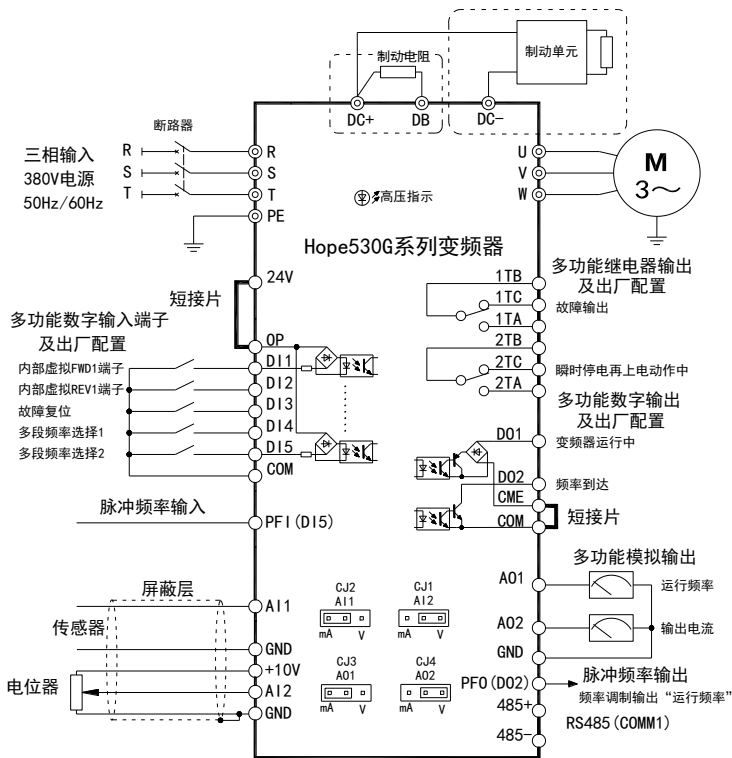 制动电阻
制动单元
DC+
DB
DC-
断路器
三相输入
380V电源
50Hz/60Hz
R
S
T
R
S
T
PE
U
V
W
M
3～
高压指示
Hope530G系列变频器
24V
短接片
OP
多功能数字输入端子
及出厂配置
内部虚拟FWD1端子
内部虚拟REV1端子
故障复位
多段频率选择1
多段频率选择2
DI1
DI2
DI3
DI4
DI5
COM
1TB
1TC
1TA
2TB
2TC
2TA
多功能继电器输出
及出厂配置
故障输出
瞬时停电再上电动作中
多功能数字输出
及出厂配置
DO1
变频器运行中
DO2
频率到达
CME
COM
短接片
脉冲频率输入
PFI(DI5)
屏蔽层
传感器
电位器
AI1
GND
+10V
AI2
GND
CJ2
AI1
mA
V
CJ1
AI2
mA
V
CJ3
AO1
mA
V
CJ4
AO2
mA
V
多功能模拟输出
AO1
运行频率
AO2
输出电流
GND
PFO(DO2)
脉冲频率输出
频率调制输出“运行频率”
485+
RS485(COMM1)
485-